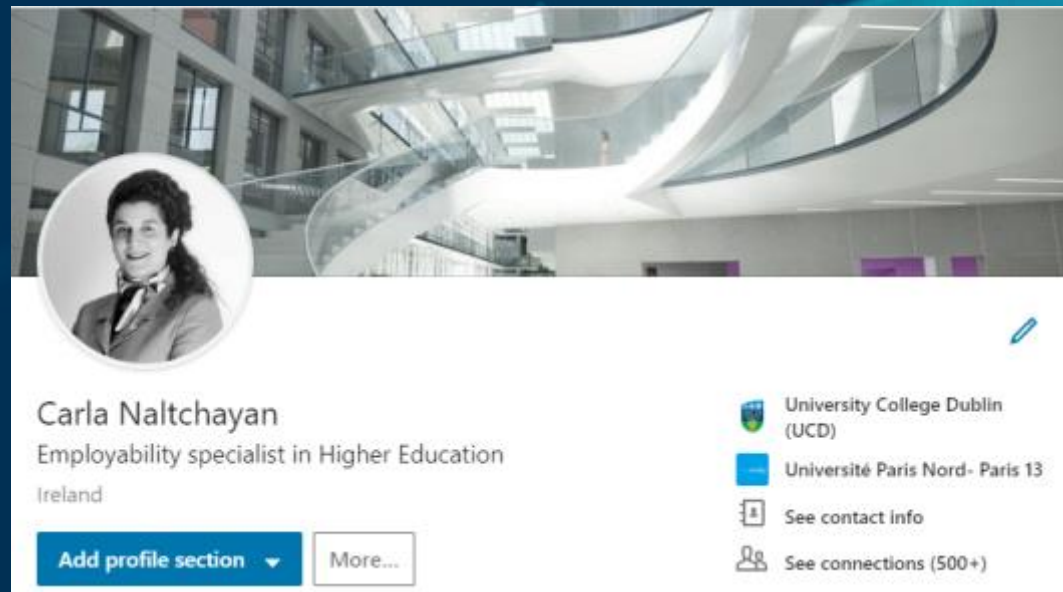 Carla Naltchayan
Employability specialist in Higher Education
Ireland
Add profile section
More...
University College Dublin
(UCD)
Université Paris Nord- Paris 13
See contact info
See connections (500+)